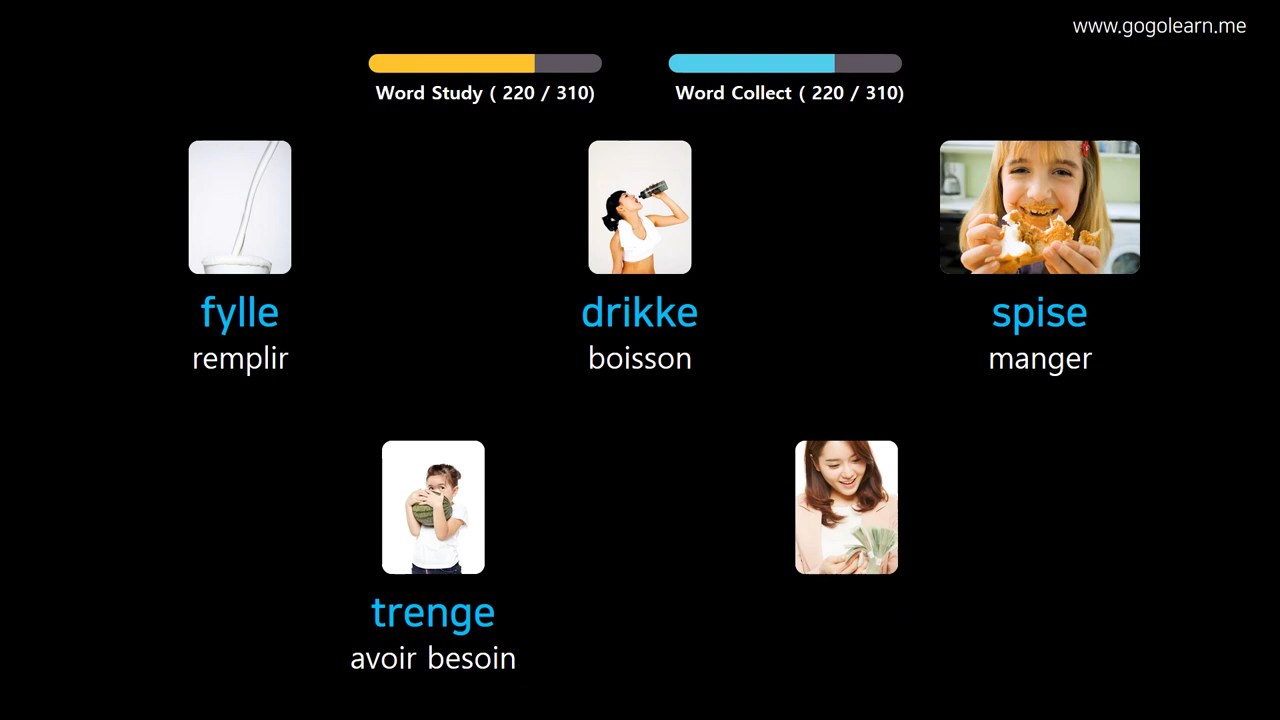 www.gogolearn.me
Word Study ( 220 / 310)
Word Collect ( 220 / 310)
fylle
remplir
drikke
boisson
spise
manger
trenge
avoir besoin